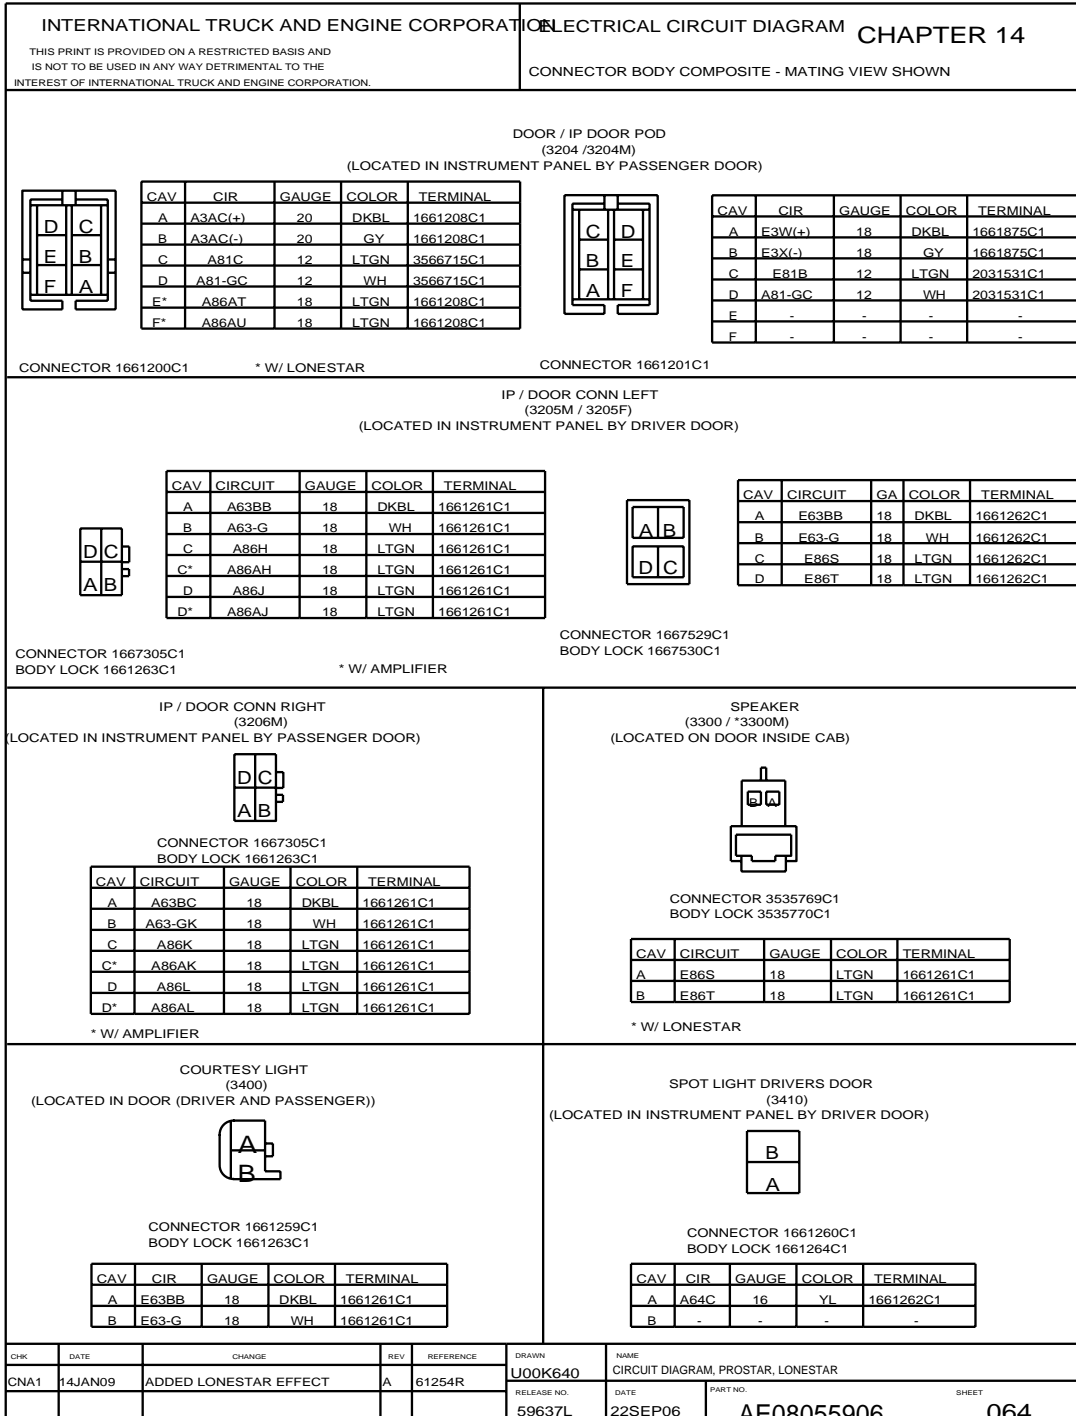 INTERNATIONAL TRUCK AND ENGINE CORPORATION
THIS PRINT IS PROVIDED ON A RESTRICTED BASIS AND
IS NOT TO BE USED IN ANY WAY DETRIMENTAL TO THE
INTEREST OF INTERNATIONAL TRUCK AND ENGINE CORPORATION.
ELECTRICAL CIRCUIT DIAGRAM CHAPTER 14
CONNECTOR BODY COMPOSITE - MATING VIEW SHOWN
DOOR / IP DOOR POD
(3204 /3204M)
(LOCATED IN INSTRUMENT PANEL BY PASSENGER DOOR)
D C
E B
F A
CAV CIR GAUGE COLOR TERMINAL
A A3AC(+) 20 DKBL 1661208C1
B A3AC(-) 20 GY 1661208C1
C A81C 12 LTGN 3566715C1
D A81-GC 12 WH 3566715C1
E* A86AT 18 LTGN 1661208C1
F* A86AU 18 LTGN 1661208C1
CONNECTOR 1661200C1 * W/ LONESTAR
C D
B E
A F
CAV CIR GAUGE COLOR TERMINAL
A E3W(+) 18 DKBL 1661875C1
B E3X(-) 18 GY 1661875C1
C E81B 12 LTGN 2031531C1
D A81-GC 12 WH 2031531C1
E - - - -
F - - - -
CONNECTOR 1661201C1
IP / DOOR CONN LEFT
(3205M / 3205F)
(LOCATED IN INSTRUMENT PANEL BY DRIVER DOOR)
D C
A B
CAV CIRCUIT GAUGE COLOR TERMINAL
A A63BB 18 DKBL 1661261C1
B A63-G 18 WH 1661261C1
C A86H 18 LTGN 1661261C1
C* A86AH 18 LTGN 1661261C1
D A86J 18 LTGN 1661261C1
D* A86AJ 18 LTGN 1661261C1
CONNECTOR 1667305C1
BODY LOCK 1661263C1 * W/ AMPLIFIER
A B
D C
CAV CIRCUIT GA COLOR TERMINAL
A E63BB 18 DKBL 1661262C1
B E63-G 18 WH 1661262C1
C E86S 18 LTGN 1661262C1
D E86T 18 LTGN 1661262C1
CONNECTOR 1667529C1
BODY LOCK 1667530C1
IP / DOOR CONN RIGHT
(3206M)
(LOCATED IN INSTRUMENT PANEL BY PASSENGER DOOR)
D C
A B
CONNECTOR 1667305C1
BODY LOCK 1661263C1
CAV CIRCUIT GAUGE COLOR TERMINAL
A A63BC 18 DKBL 1661261C1
B A63-GK 18 WH 1661261C1
C A86K 18 LTGN 1661261C1
C* A86AK 18 LTGN 1661261C1
D A86L 18 LTGN 1661261C1
D* A86AL 18 LTGN 1661261C1
* W/ AMPLIFIER
SPEAKER
(3300 / *3300M)
(LOCATED ON DOOR INSIDE CAB)
B A
CONNECTOR 3535769C1
BODY LOCK 3535770C1
CAV CIRCUIT GAUGE COLOR TERMINAL
A E86S 18 LTGN 1661261C1
B E86T 18 LTGN 1661261C1
* W/ LONESTAR
COURTESY LIGHT
(3400)
(LOCATED IN DOOR (DRIVER AND PASSENGER))
A
B
CONNECTOR 1661259C1
BODY LOCK 1661263C1
CAV CIR GAUGE COLOR TERMINAL
A E63BB 18 DKBL 1661261C1
B E63-G 18 WH 1661261C1
SPOT LIGHT DRIVERS DOOR
(3410)
(LOCATED IN INSTRUMENT PANEL BY DRIVER DOOR)
B
A
CONNECTOR 1661260C1
BODY LOCK 1661264C1
CAV CIR GAUGE COLOR TERMINAL
A A64C 16 YL 1661262C1
B - - - -
CHK DATE CHANGE REV REFERENCE
CNA1 14JAN09 ADDED LONESTAR EFFECT A 61254R
DRAWN
U00K640
NAME
CIRCUIT DIAGRAM, PROSTAR, LONESTAR
RELEASE NO.
59637L
DATE
22SEP06
PART NO.
AE08055906
SHEET
064